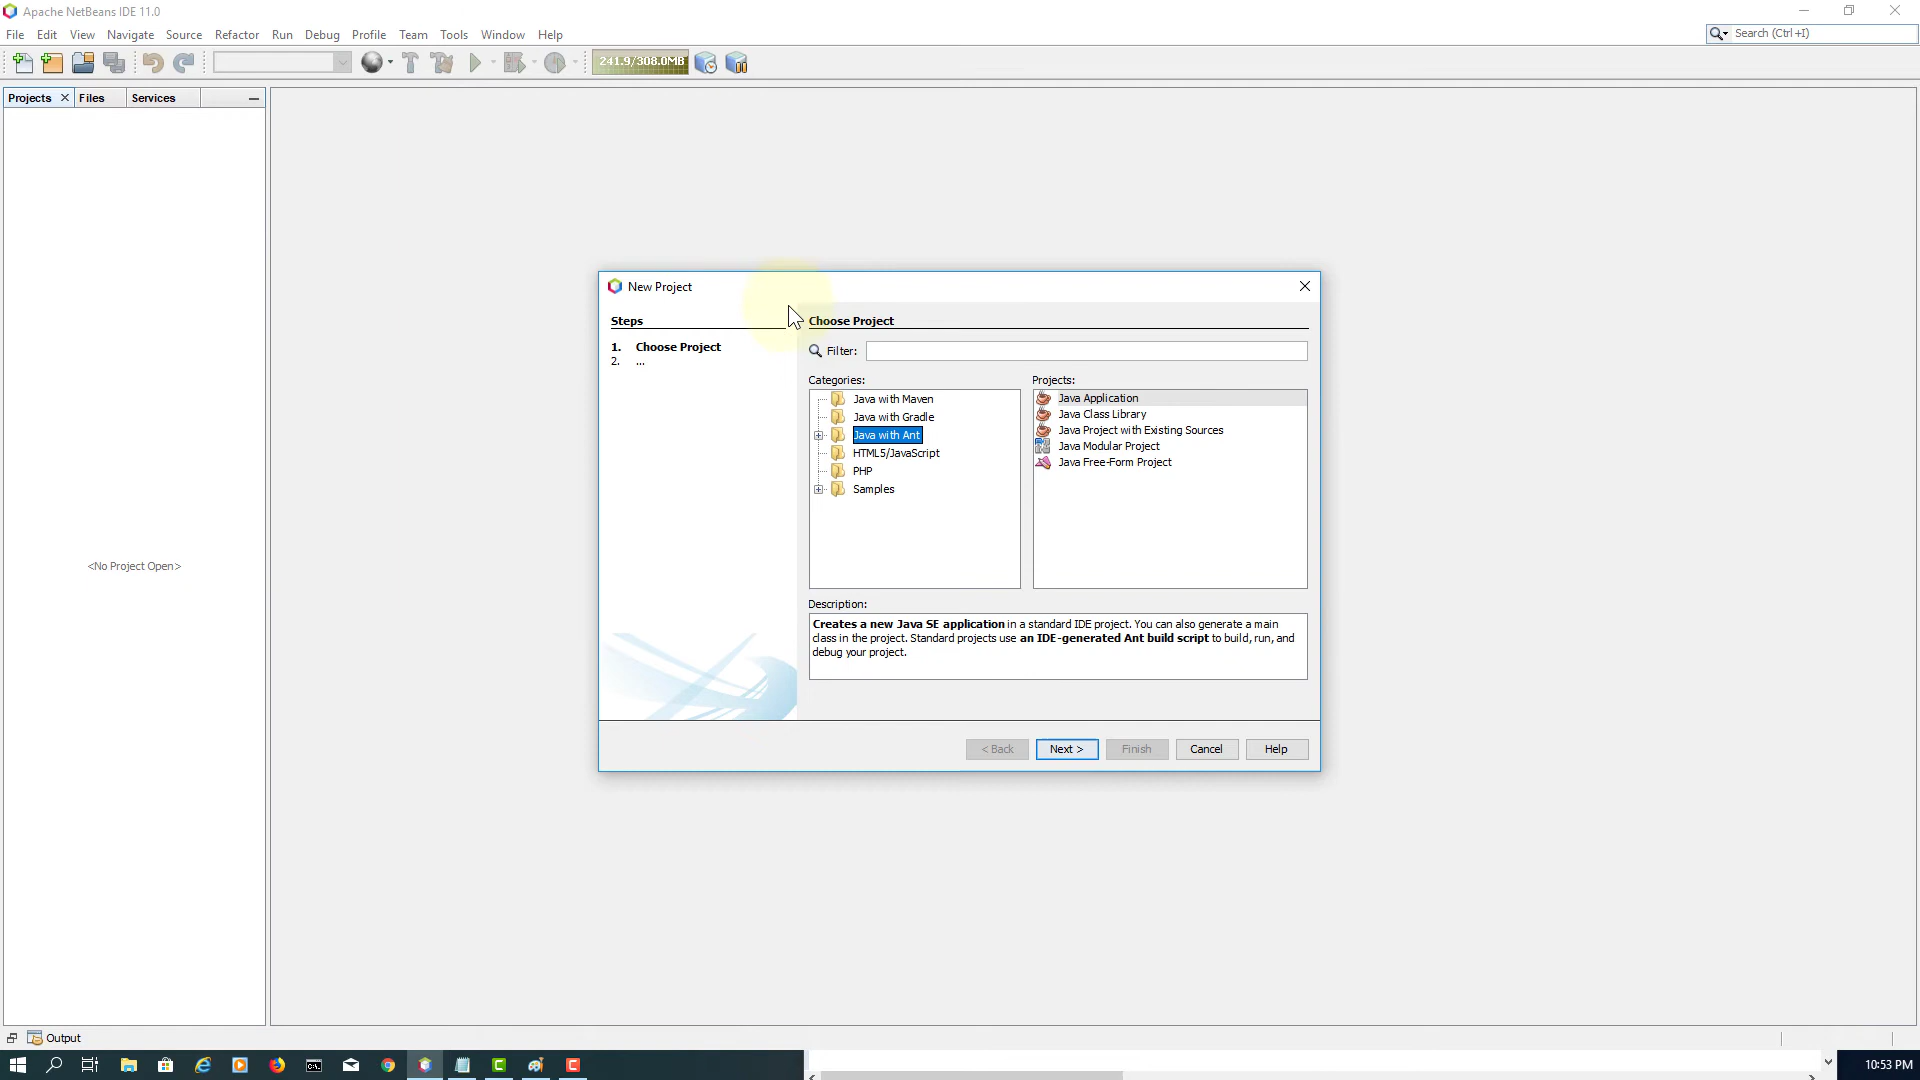 Apache NetBeans IDE 11.0
File Edit View Navigate Source Refactor Run Debug Profile Team Tools Window Help
Search (Ctrl+I)
241.9/308.0MB
Projects Files Services
<No Project Open>
New Project
Steps
1. Choose Project
2. ...
Choose Project
Filter:
Categories:
Java with Maven
Java with Gradle
Java with Ant
HTML5/JavaScript
PHP
Samples
Projects:
Java Application
Java Class Library
Java Project with Existing Sources
Java Modular Project
Java Free-Form Project
Description:
Creates a new Java SE application in a standard IDE project. You can also generate a main
class in the project. Standard projects use an IDE-generated Ant build script to build, run, and
debug your project.
< Back Next > Finish Cancel Help
Output
10:53 PM